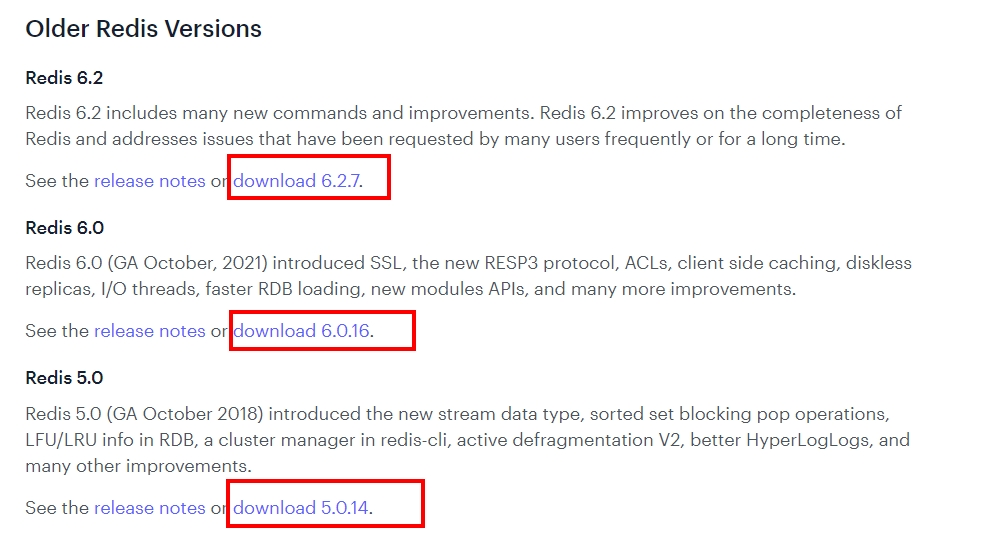 Older Redis Versions
Redis 6.2
Redis 6.2 includes many new commands and improvements. Redis 6.2 improves on the completeness of
Redis and addresses issues that have been requested by many users frequently or for a long time.
See the release notes or download 6.2.7.
Redis 6.0
Redis 6.0 (GA October, 2021) introduced SSL, the new RESP3 protocol, ACLs, client side caching, diskless
replicas, I/O threads, faster RDB loading, new modules APIs, and many more improvements.
See the release notes or download 6.0.16.
Redis 5.0
Redis 5.0 (GA October 2018) introduced the new stream data type, sorted set blocking pop operations,
LFU/LRU info in RDB, a cluster manager in redis-cli, active defragmentation V2, better HyperLogLogs, and
many other improvements.
See the release notes or download 5.0.14.